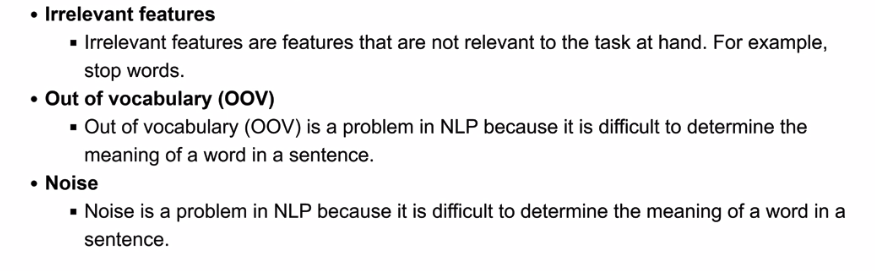 • Irrelevant features
▪ Irrelevant features are features that are not relevant to the task at hand. For example,
stop words.
• Out of vocabulary (OOV)
▪ Out of vocabulary (OOV) is a problem in NLP because it is difficult to determine the
meaning of a word in a sentence.
• Noise
▪ Noise is a problem in NLP because it is difficult to determine the meaning of a word in a
sentence.